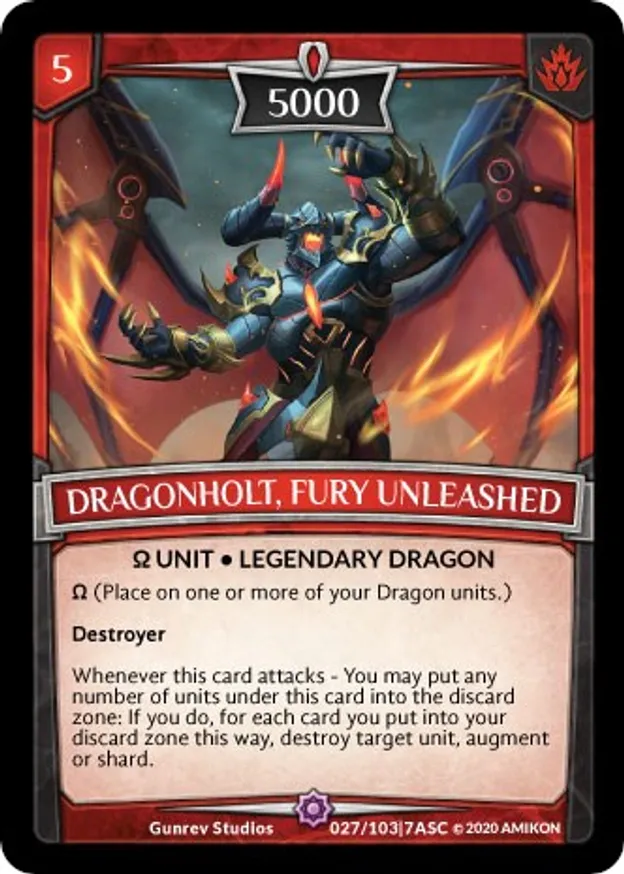 5
5000
DRAGONHOLT, FURY UNLEASHED
Ω UNIT • LEGENDARY DRAGON
Ω (Place on one or more of your Dragon units.)
Destroyer
Whenever this card attacks - You may put any
number of units under this card into the discard
zone: If you do, for each card you put into your
discard zone this way, destroy target unit, augment
or shard.
Gunrev Studios 027/103|7ASC © 2020 AMIKON